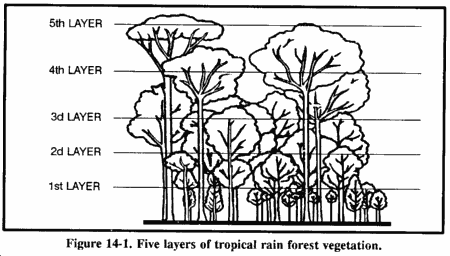 5th LAYER
4th LAYER
3d LAYER
2d LAYER
1st LAYER
Figure 14-1. Five layers of tropical rain forest vegetation.